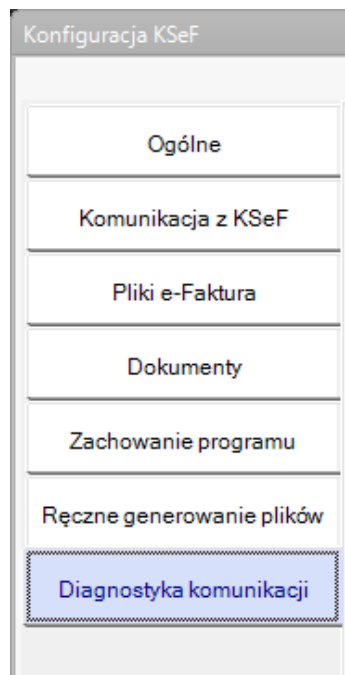 Konfiguracja KSeF
Ogólne
Komunikacja z KSeF
Pliki e-Faktura
Dokumenty
Zachowanie programu
Ręczne generowanie plików
Diagnostyka komunikacji